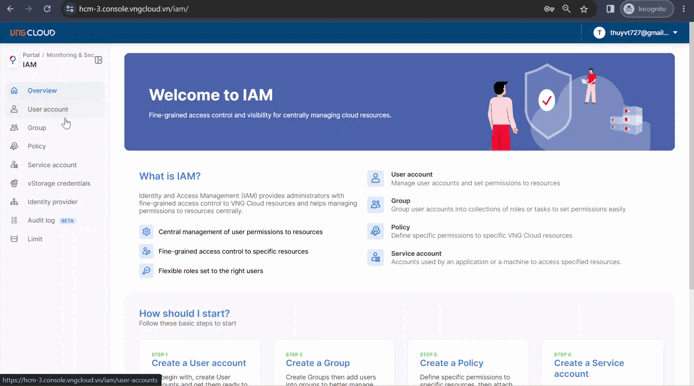 hcm-3.console.vngcloud.vn/iam/
Incognito
VNGCLOUD
T thuyvt727@gmail...
Portal / Monitoring & Sec...
IAM
Overview
User account
Group
Policy
Service account
vStorage credentials
Identity provider
Audit log BETA
Limit
Welcome to IAM
Fine-grained access control and visibility for centrally managing cloud resources.
What is IAM?
Identity and Access Management (IAM) provides administrators with
fine-grained access control to VNG Cloud resources and helps managing
permissions to resources centrally.
Central management of user permissions to resources
Fine-grained access control to specific resources
Flexible roles set to the right users
User account
Manage user accounts and set permissions to resources
Group
Group user accounts into collections of roles or tasks to set permissions easily
Policy
Define specific permissions to specific VNG Cloud resources
Service account
Accounts used by an application or a machine to access specified resources.
How should I start?
Follow these basic steps to start
STEP 1
Create a User account
begin with, create User
ounts and get them ready to
STEP 2
Create a Group
Create Groups then add users
into groups to better manage
STEP 3
Create a Policy
Define specific permissions to
specific resources, then attach
STEP 4
Create a Service
account
https://hcm-3.console.vngcloud.vn/iam/user-accounts